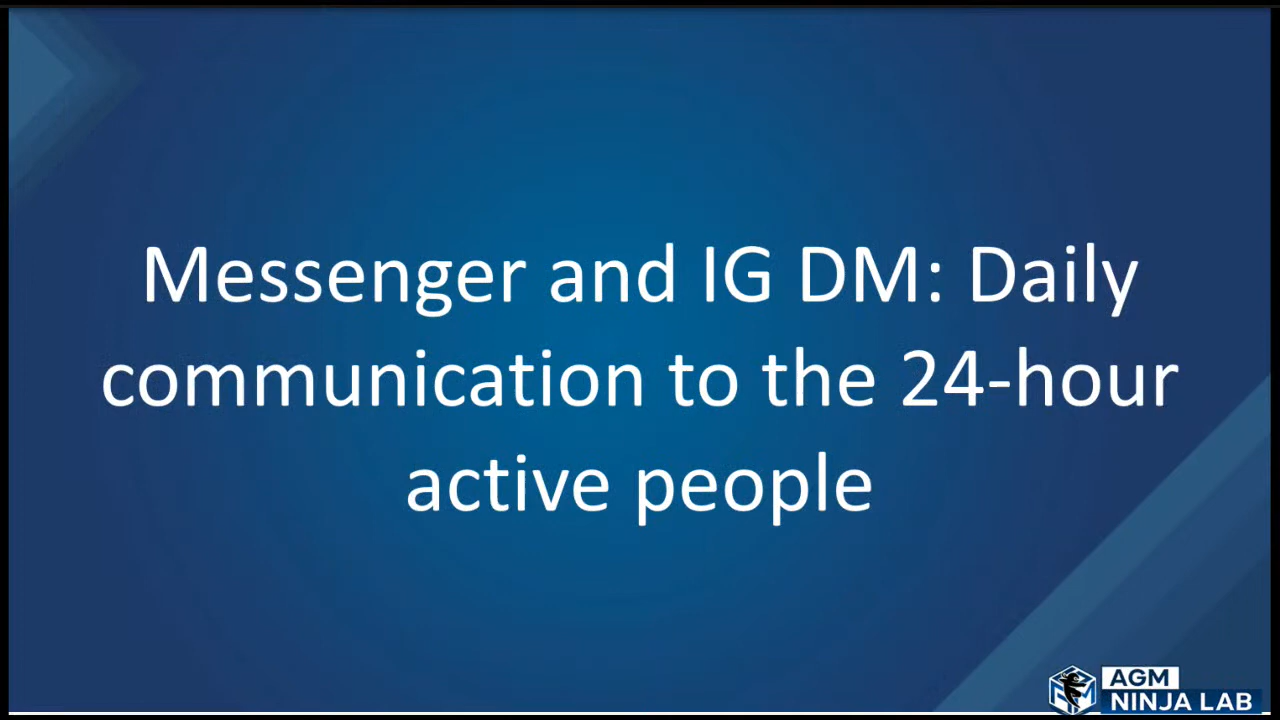 Messenger and IG DM: Daily
communication to the 24-hour
active people
AGM
NINJA LAB